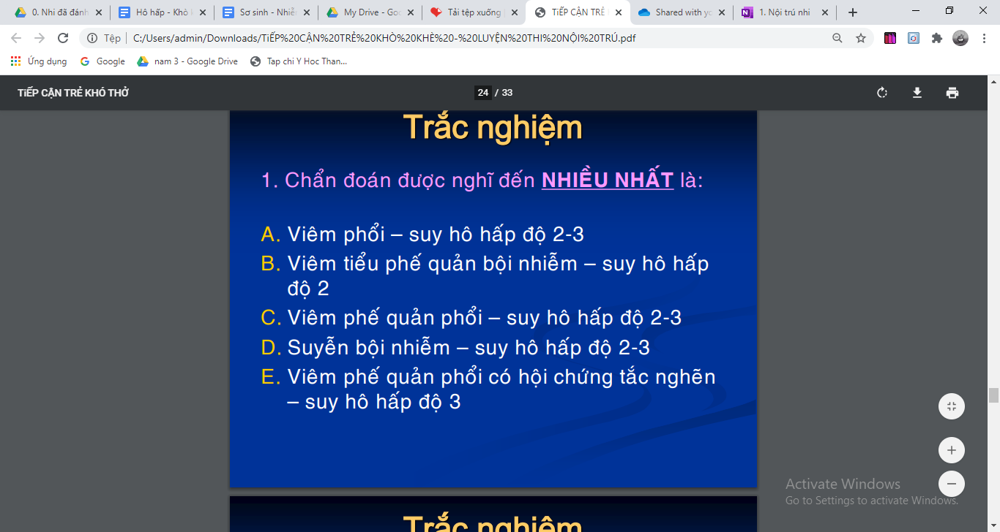 0. Nhi đã đánh
Hô hấp - Khò k
Sơ sinh - Nhiễ
My Drive - Goo
Tải tệp xuống
TiẾP CẬN TRẺ
Shared with yo
1. Nội trú nhi
Tệp
C:/Users/admin/Downloads/TiẾP%20CẬN%20TRẺ%20KHÒ%20KHÈ%20-%20LUYỆN%20THI%20NỘI%20TRÚ.pdf
Ứng dụng
Google
nam 3 - Google Drive
Tạp chi Y Hoc Than...
TiẾP CẬN TRẺ KHÓ THỞ
24 / 33
Trắc nghiệm
1. Chẩn đoán được nghĩ đến NHIỀU NHẤT là:
A. Viêm phổi – suy hô hấp độ 2-3
B. Viêm tiểu phế quản bội nhiễm – suy hô hấp
độ 2
C. Viêm phế quản phổi – suy hô hấp độ 2-3
D. Suyễn bội nhiễm – suy hô hấp độ 2-3
E. Viêm phế quản phổi có hội chứng tắc nghẽn
– suy hô hấp độ 3
Activate Windows
Go to Settings to activate Windows.
Trắc nghiệm